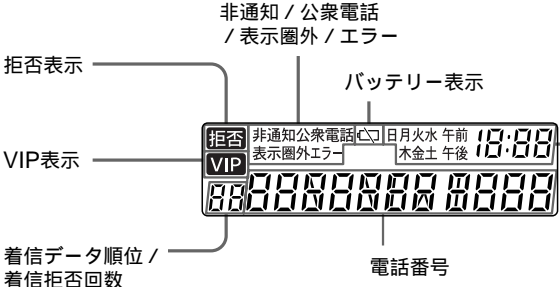 非通知 / 公衆電話
/ 表示圏外 / エラー
拒否表示
バッテリー表示
拒否 非通知公衆電話 日月火水 午前 18:88
VIP表示
VIP 表示圏外エラー 木金土 午後
88 8888888 8888
着信データ順位 /
着信拒否回数
電話番号